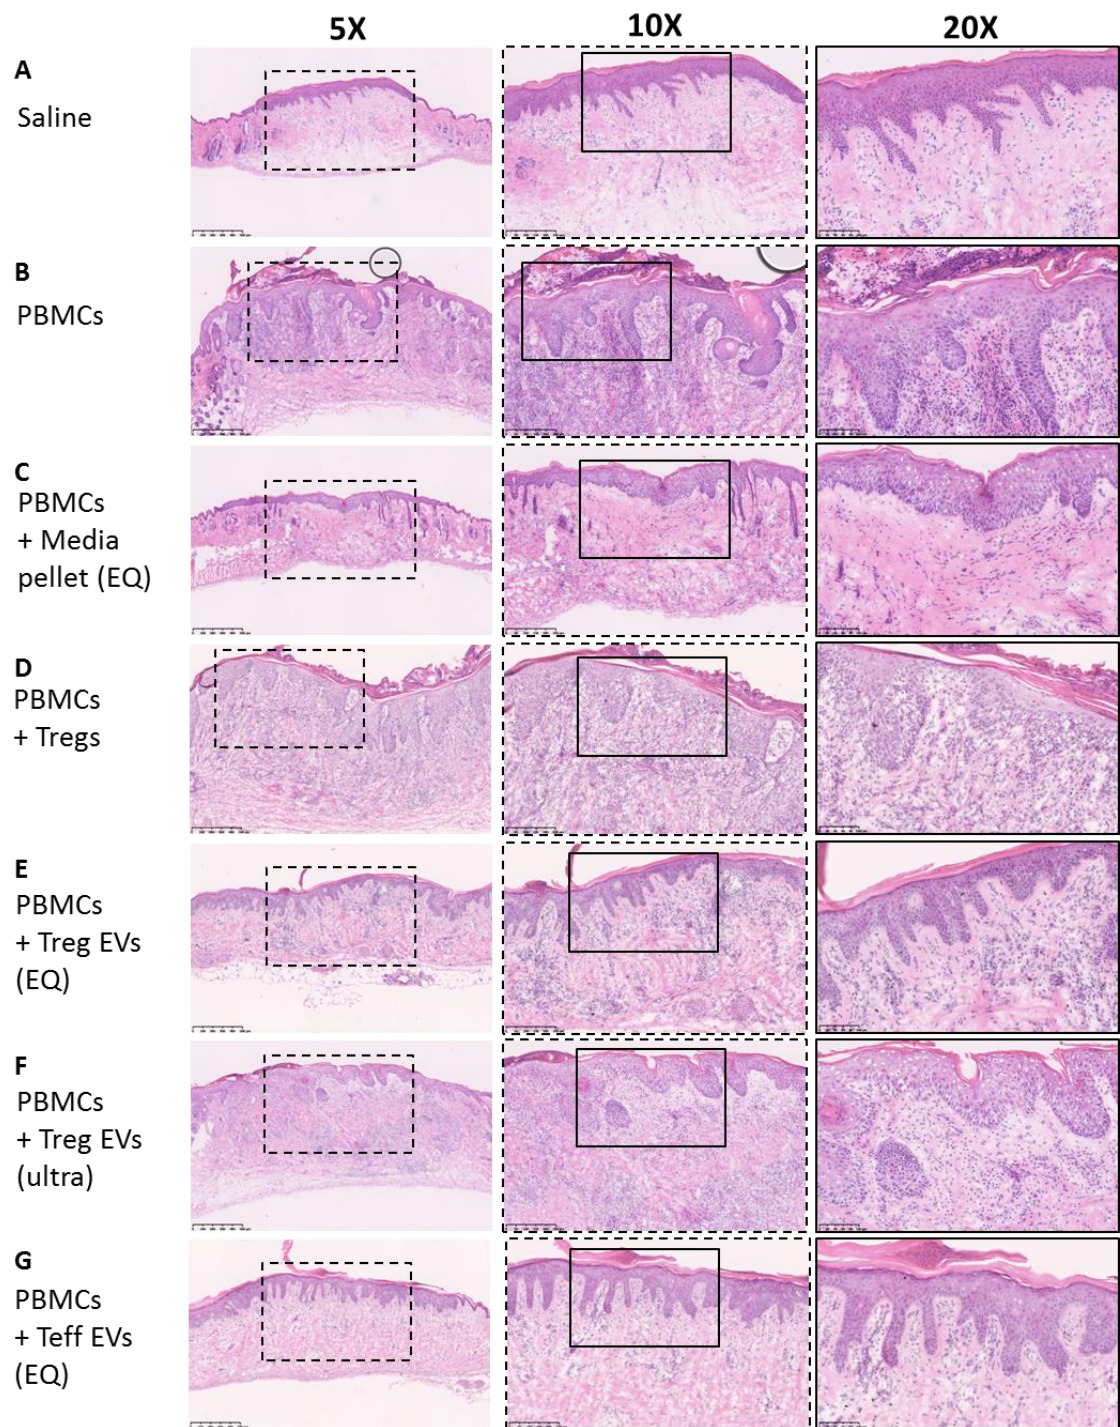 5X 10X 20X
A
Saline
B
PBMCs
C
PBMCs
+ Media
pellet (EQ)
D
PBMCs
+ Tregs
E
PBMCs
+ Treg EVs
(EQ)
F
PBMCs
+ Treg EVs
(ultra)
G
PBMCs
+ Teff EVs
(EQ)